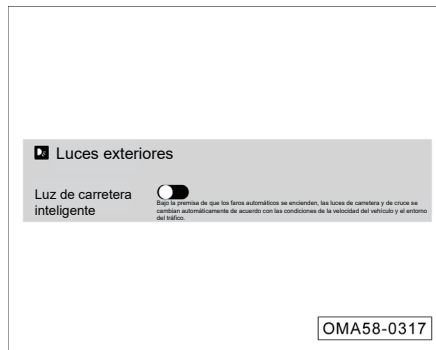 Luces exteriores
Luz de carretera
inteligente
Bajo la premisa de que los faros automáticos se encienden, las luces de carretera y de cruce se
cambian automáticamente de acuerdo con las condiciones de la velocidad del vehículo y el entorno
del tráfico.
OMA58-0317